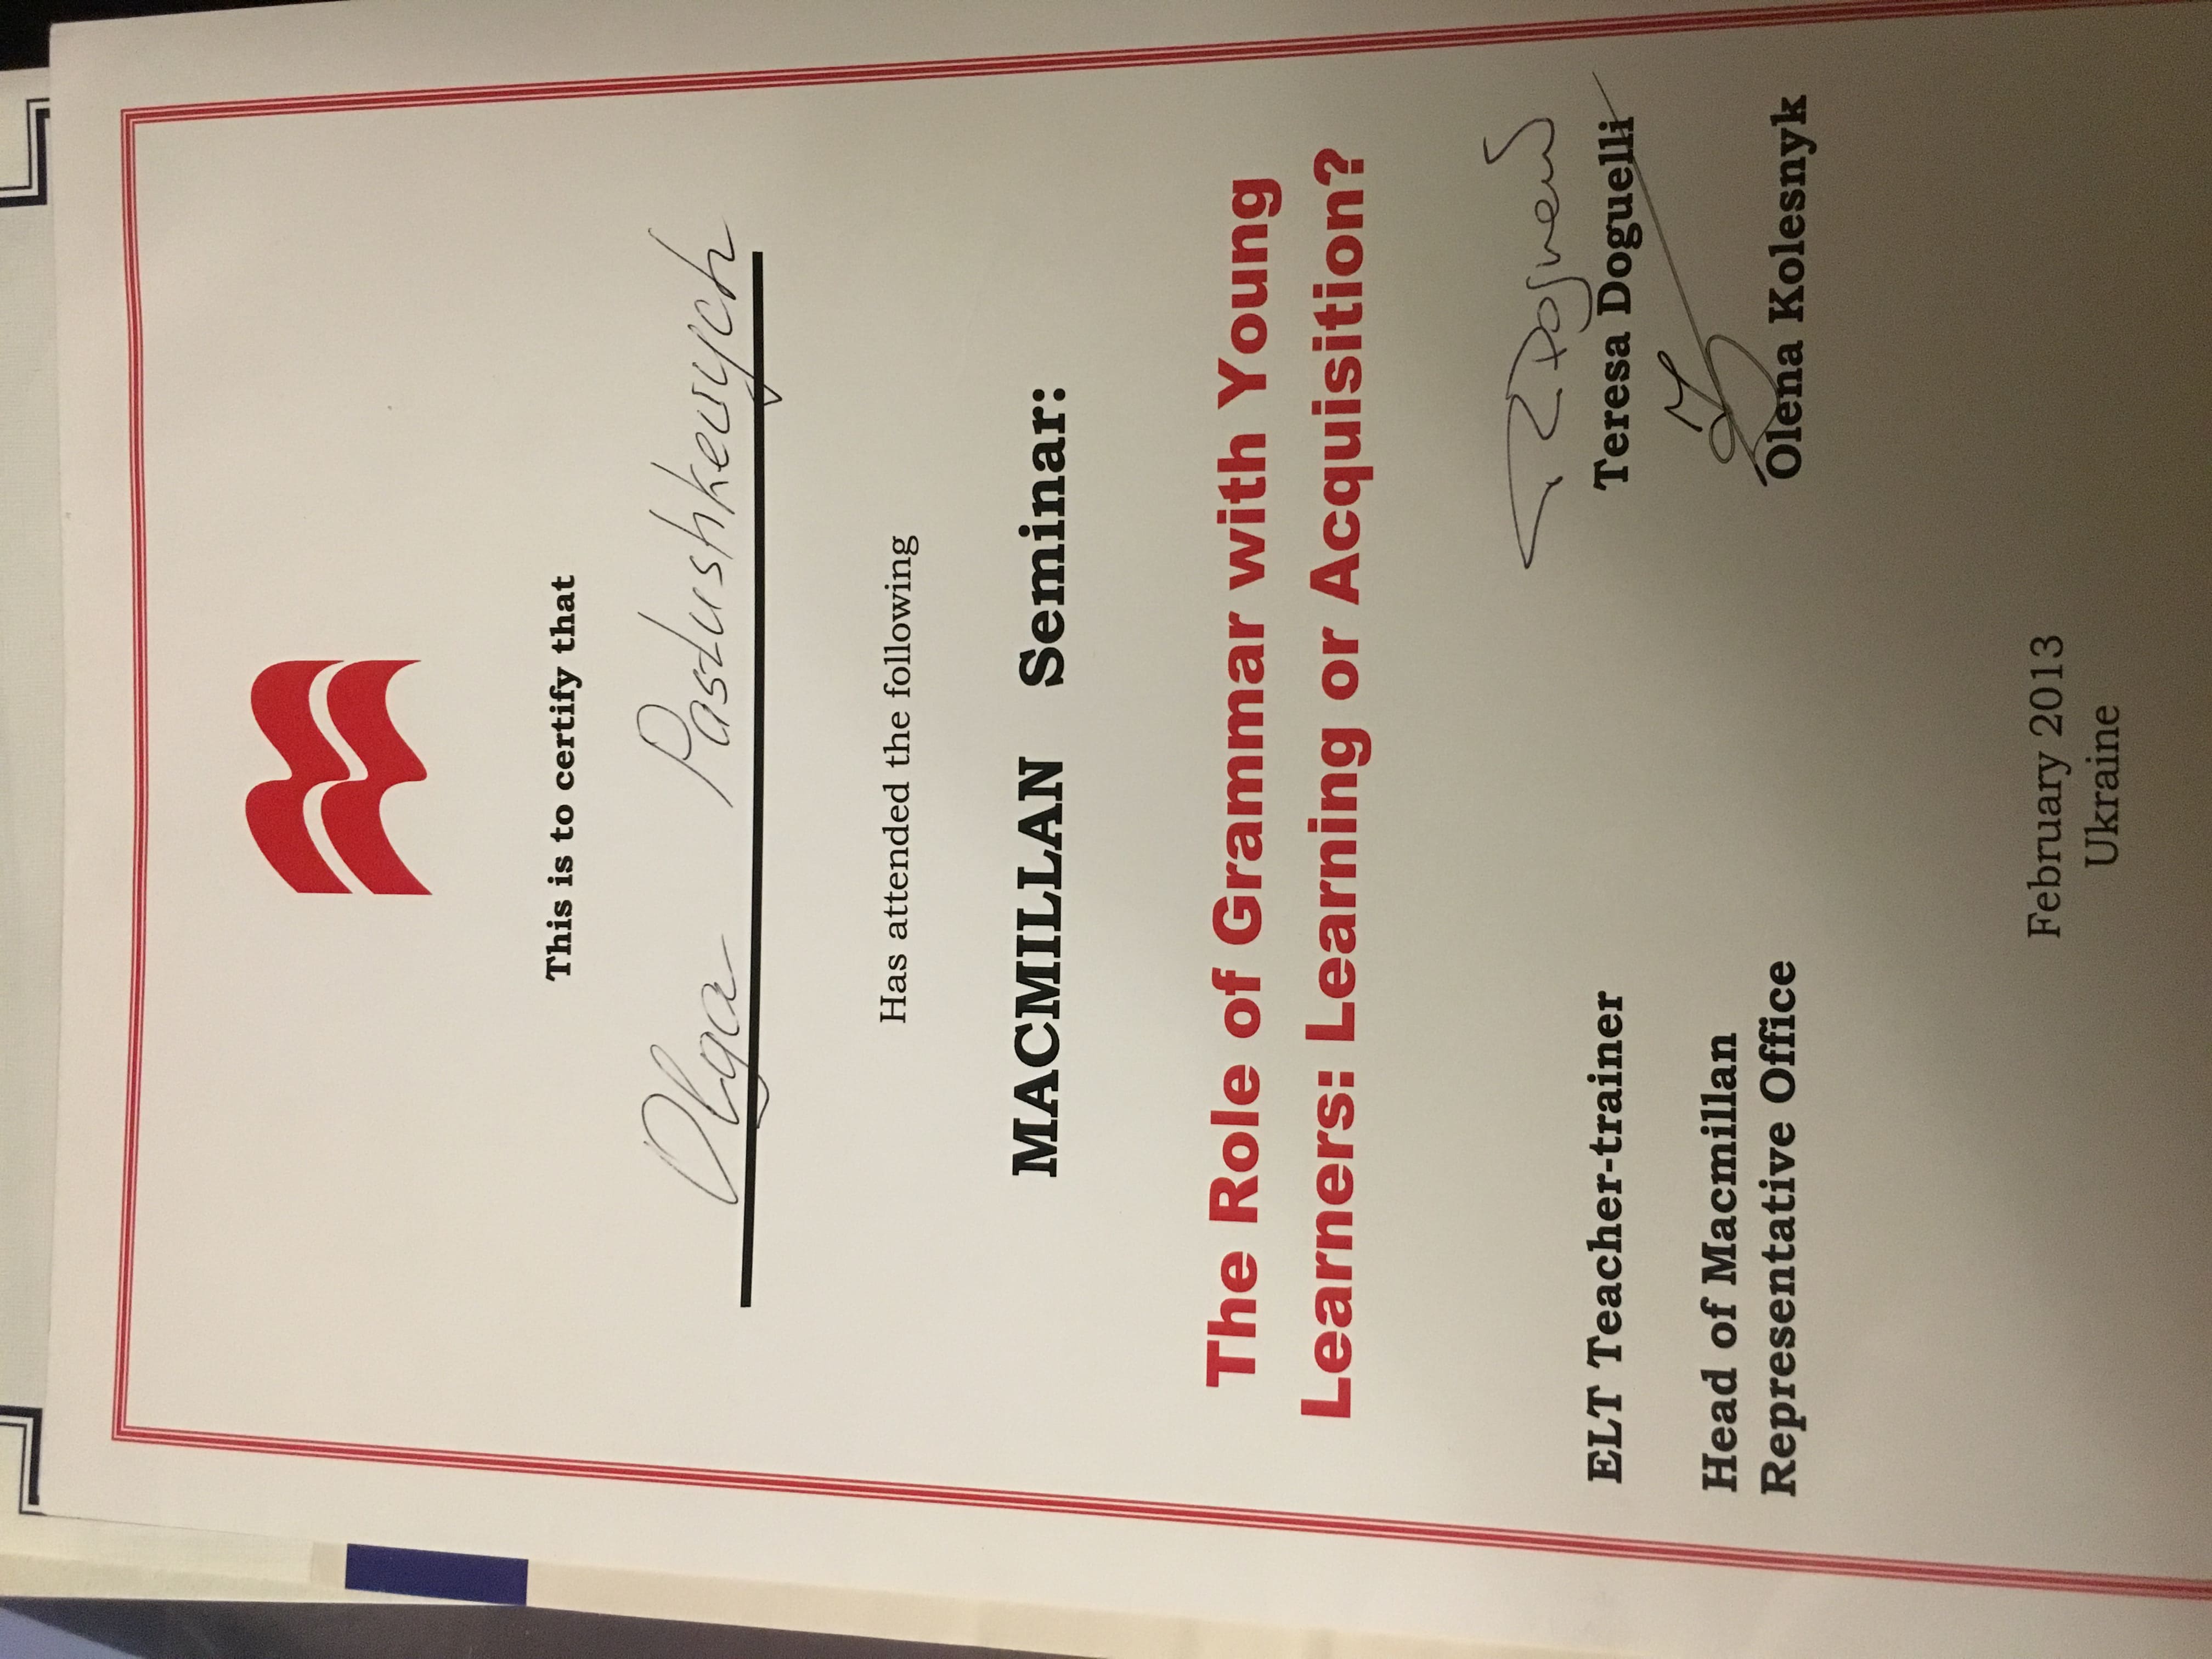 This is to certify that
Olga Pastushkevych
Has attended the following
MACMILLAN Seminar:
The Role of Grammar with Young
Learners: Learning or Acquisition?
ELT Teacher-trainer Teresa Doguelli
Head of Macmillan
Representative Office Olena Kolesnyk
February 2013
Ukraine